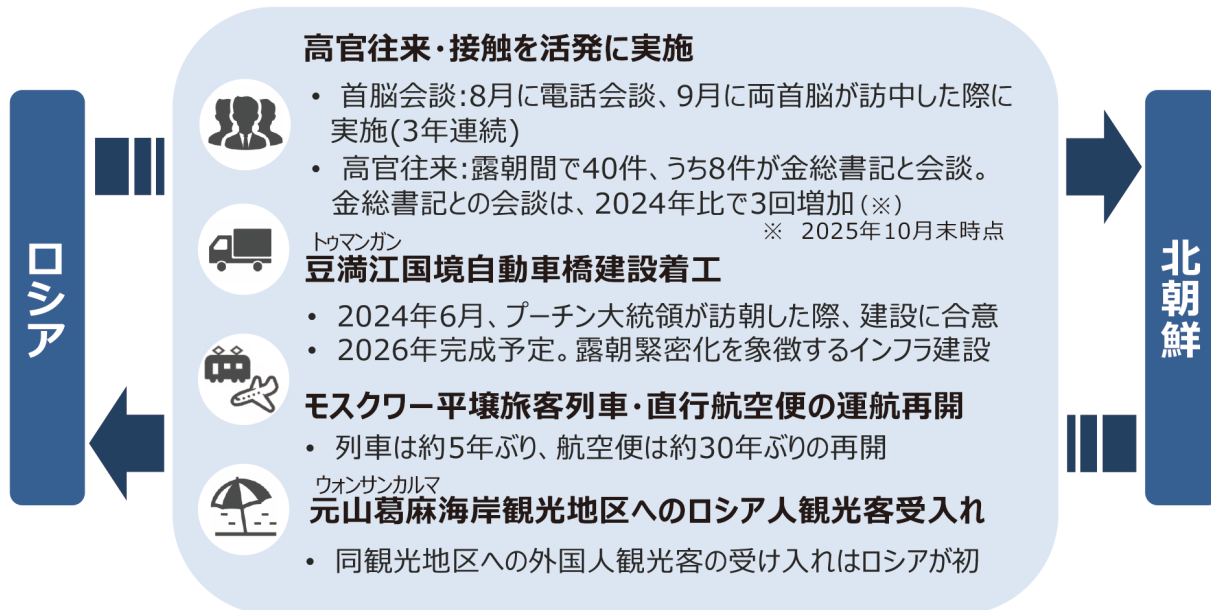 ロシア
高官往来・接触を活発に実施
• 首脳会談:8月に電話会談、9月に両首脳が訪中した際に
実施(3年連続)
• 高官往来:露朝間で40件、うち8件が金総書記と会談。
金総書記との会談は、2024年比で3回増加(※)
※ 2025年10月末時点
トゥマンガン
豆満江国境自動車橋建設着工
• 2024年6月、プーチン大統領が訪朝した際、建設に合意
• 2026年完成予定。露朝緊密化を象徴するインフラ建設
モスクワー平壌旅客列車・直行航空便の運航再開
• 列車は約5年ぶり、航空便は約30年ぶりの再開
ウォンサンカルマ
元山葛麻海岸観光地区へのロシア人観光客受入れ
• 同観光地区への外国人観光客の受け入れはロシアが初
北朝鮮